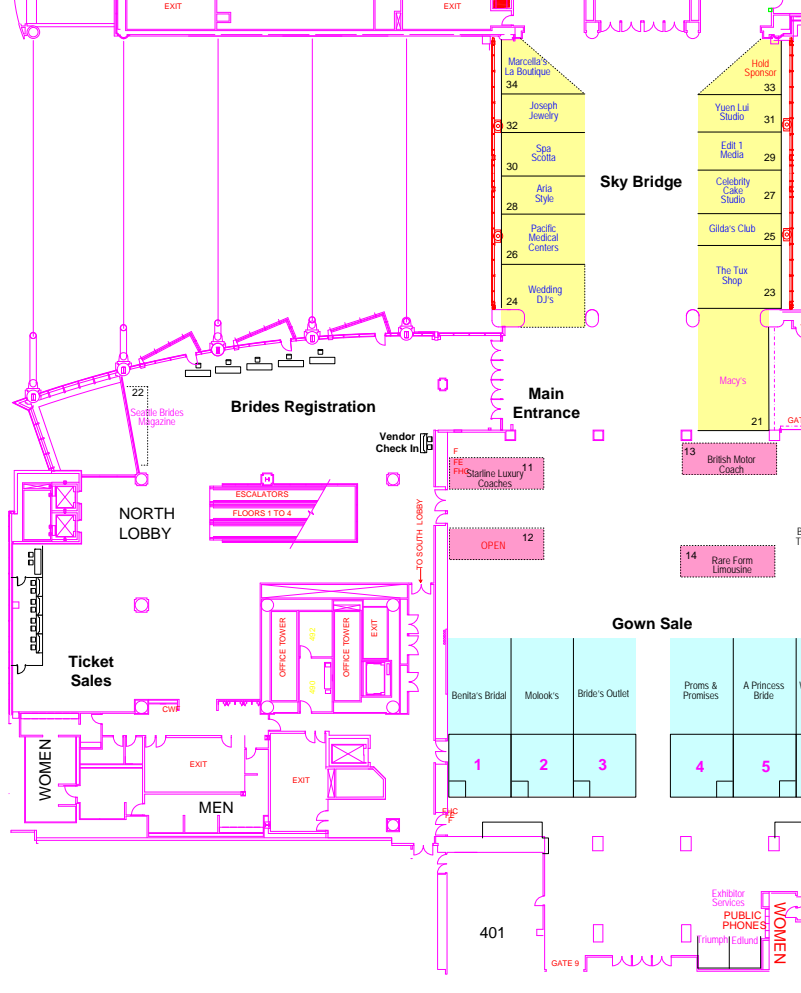 EXIT
EXIT
Marcella's
La Boutique
34
Hold
Sponsor
33
Joseph
Jewelry
32
Yuen Lui
Studio
31
Spa
Scotta
30
Edit 1
Media
29
Sky Bridge
Aria
Style
28
Celebrity
Cake
Studio
27
Pacific
Medical
Centers
26
Gilda's Club
25
Wedding
DJ's
24
The Tux
Shop
23
Macy's
21
22
Seattle Brides
Magazine
Brides Registration
Main
Entrance
Vendor
Check In
F
FE
FHC
GAT
11
Starline Luxury
Coaches
13
British Motor
Coach
H
ESCALATORS
FLOORS 1 TO 4
NORTH
LOBBY
TO SOUTH LOBBY
12
OPEN
14
Rare Form
Limousine
B
T
OFFICE TOWER
OFFICE TOWER
EXIT
Gown Sale
Ticket
Sales
Benita's Bridal
Molook's
Bride's Outlet
Proms &
Promises
A Princess
Bride
1
2
3
4
5
WOMEN
EXIT
EXIT
MEN
FHC
FE
F
401
Exhibitor
Services
PUBLIC
PHONES
WOMEN
Triumph
Edlund
GATE 9